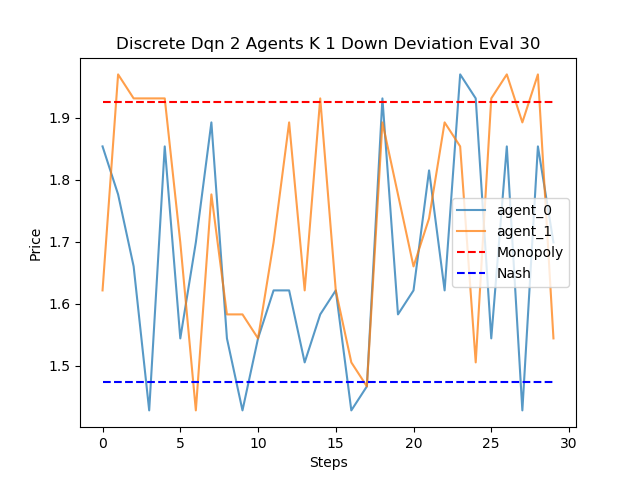 Discrete Dqn 2 Agents K 1 Down Deviation Eval 30
Price
1.9
1.8
1.7
1.6
1.5
agent_0
agent_1
Monopoly
Nash
0 5 10 15 20 25 30
Steps